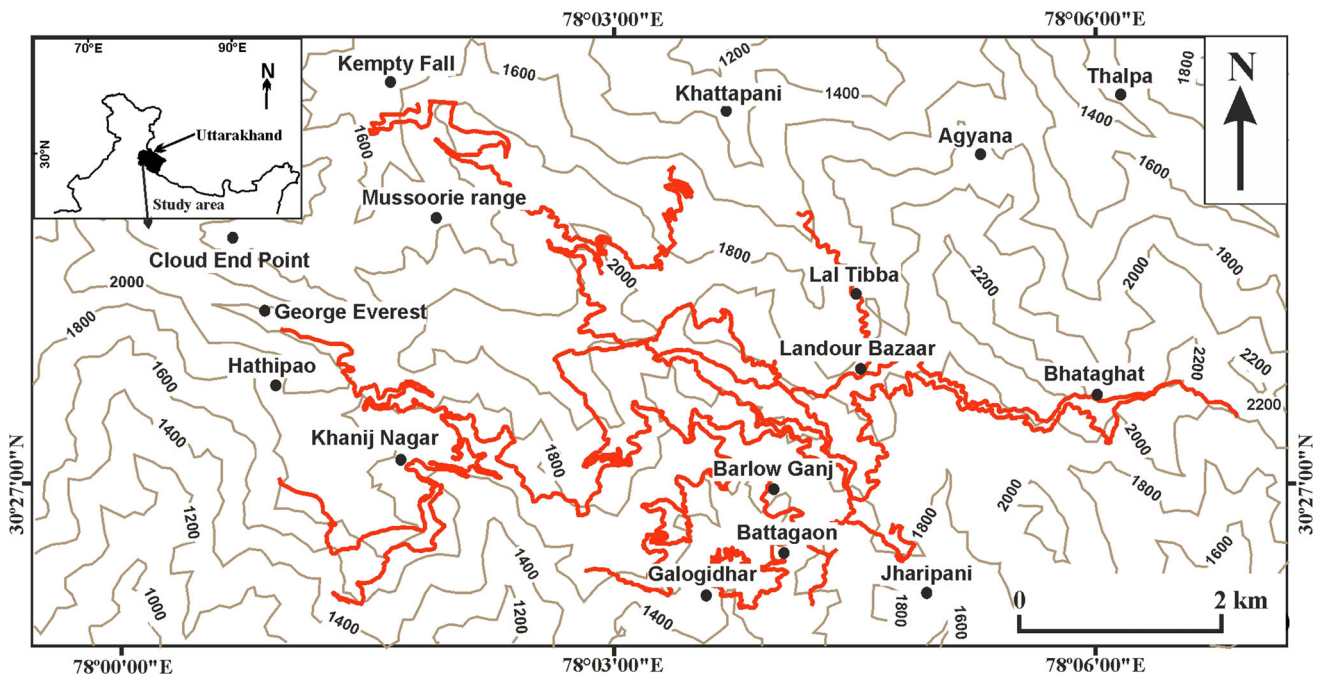 78°03'00"E
78°06'00"E
70°E
90°E
N
Uttarakhand
30°N
Study area
Kempty Fall
1600
1200
1400
Khattapani
Thalpa
1800
1400
N
Agyana
1600
1600
Mussoorie range
Cloud End Point
1800
2000
Lal Tibba
2200
2000
1800
2000
George Everest
1800
Landour Bazaar
Hathipao
1600
Bhataghat
2200
2200
2200
1400
Khanij Nagar
1800
2000
Barlow Ganj
1800
2000
30°27'00"N
30°27'00"N
1200
Battagaon
1800
1600
1400
Galogidhar
Jharipani
1000
1400
1200
1400
1800
1600
0
2 km
78°00'00"E
78°03'00"E
78°06'00"E